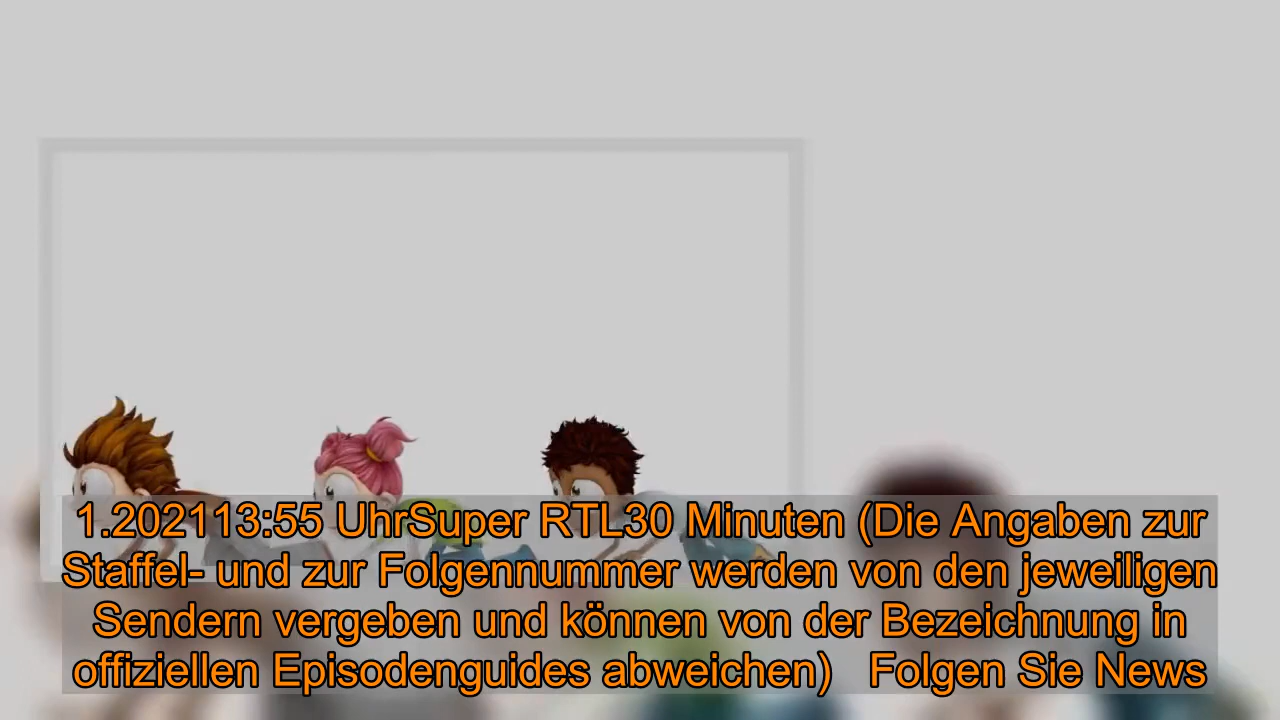 1.202113:55 UhrSuper RTL30 Minuten (Die Angaben zur
Staffel- und zur Folgennummer werden von den jeweiligen
Sendern vergeben und können von der Bezeichnung in
offiziellen Episodenguides abweichen)   Folgen Sie News